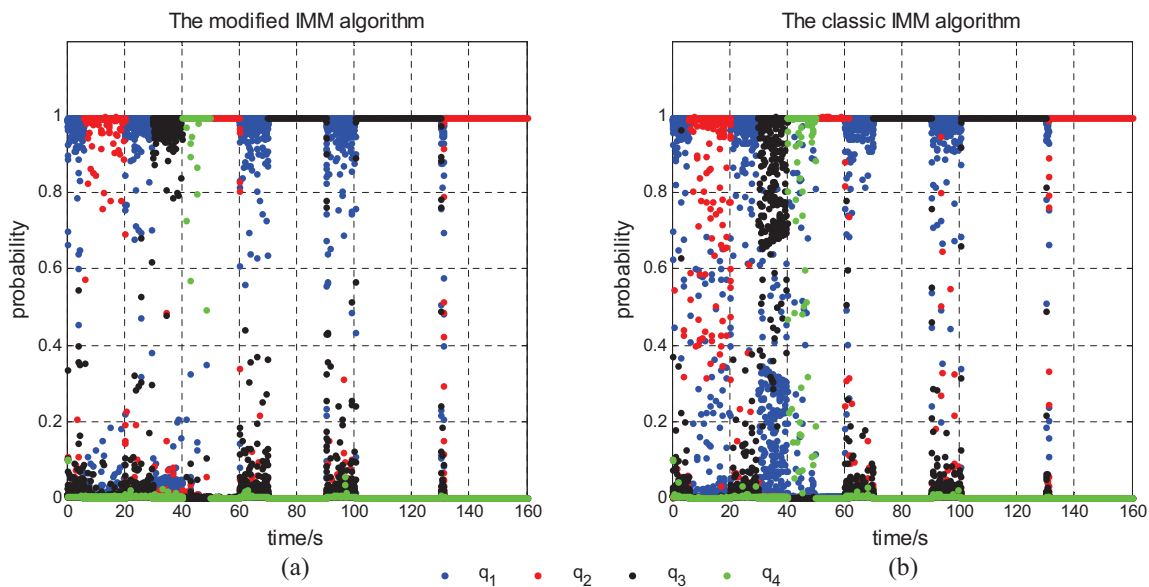 The modified IMM algorithm
The classic IMM algorithm
1
0.8
0.6
0.4
0.2
0
probability
0 20 40 60 80 100 120 140 160
time/s
(a)
1
0.8
0.6
0.4
0.2
0
probability
0 20 40 60 80 100 120 140 160
time/s
(b)
q1 q2 q3 q4